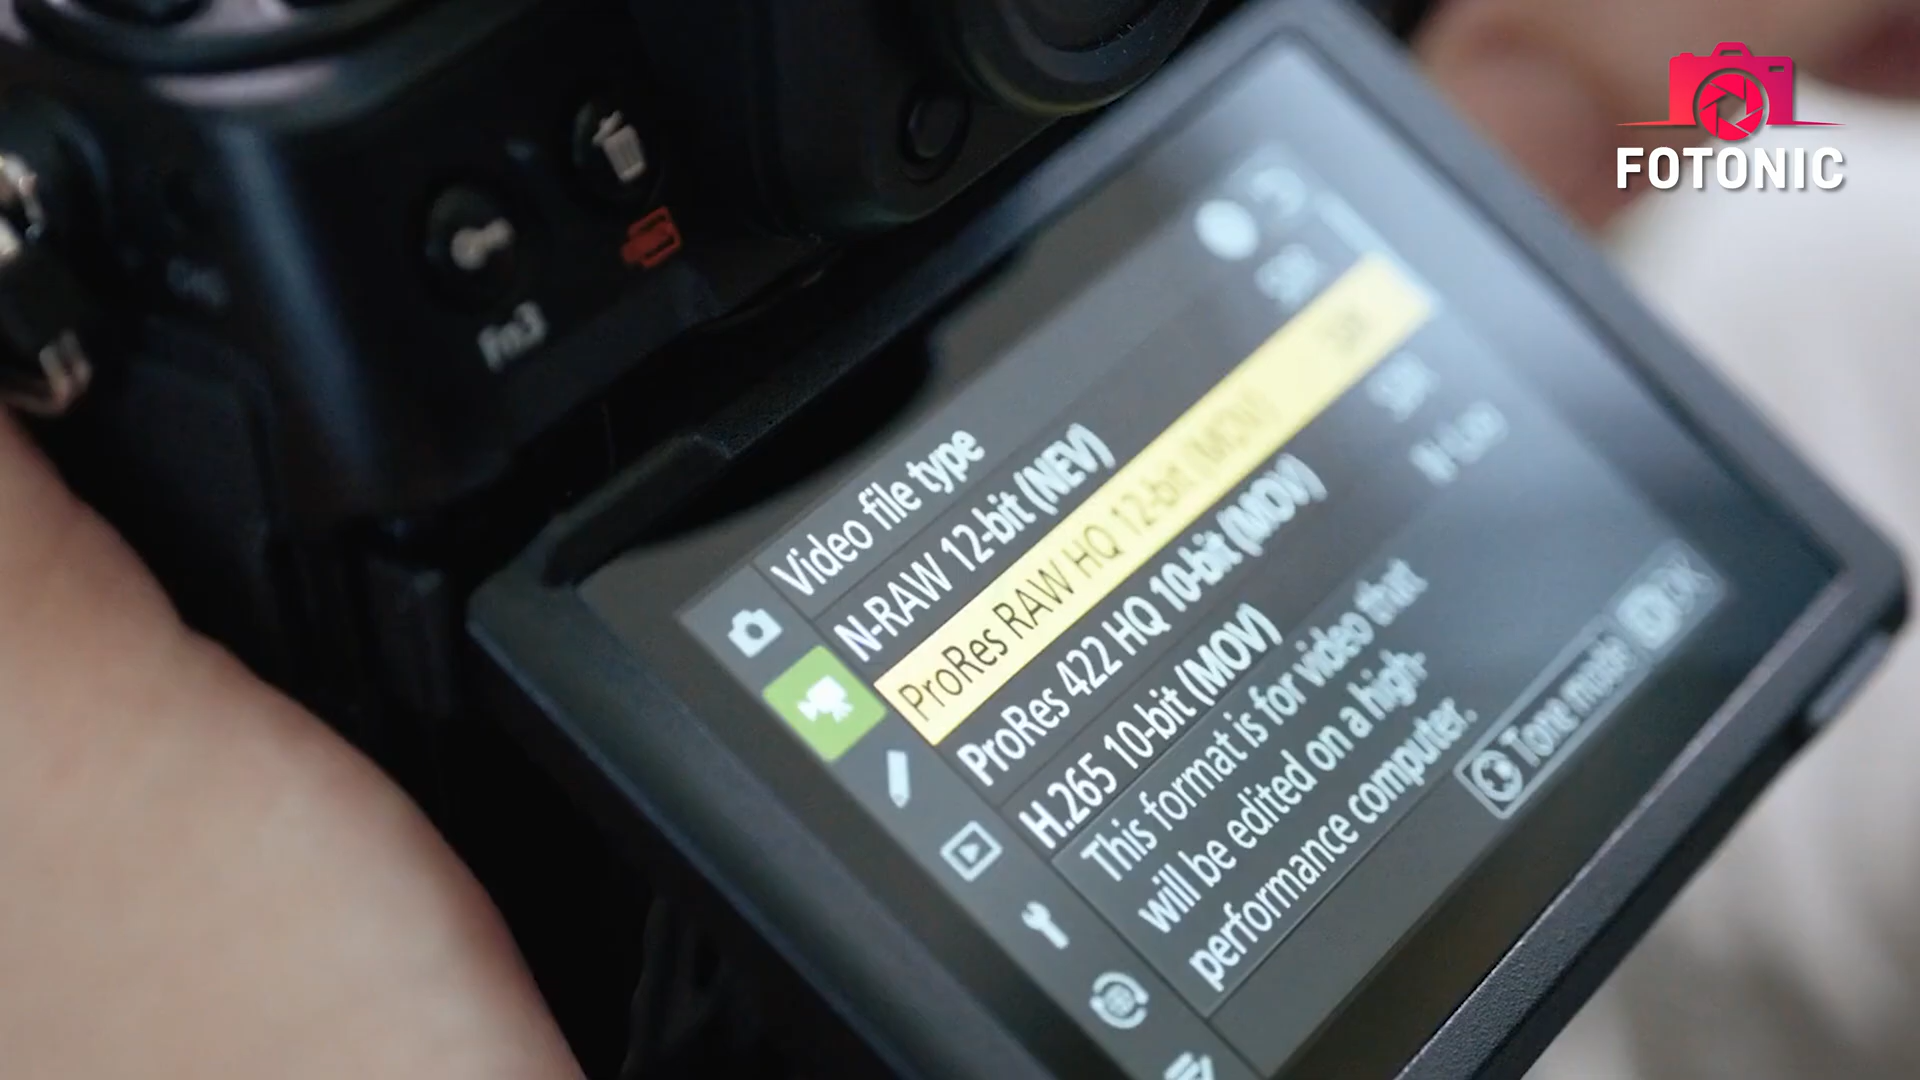 FOTONIC
Fn3
Video file type
N-RAW 12-bit (NEV)
ProRes RAW HQ 12-bit (MOV)
ProRes 422 HQ 10-bit (MOV)
H.265 10-bit (MOV)
This format is for video that
will be edited on a high-
performance computer.
Tone mode
OK